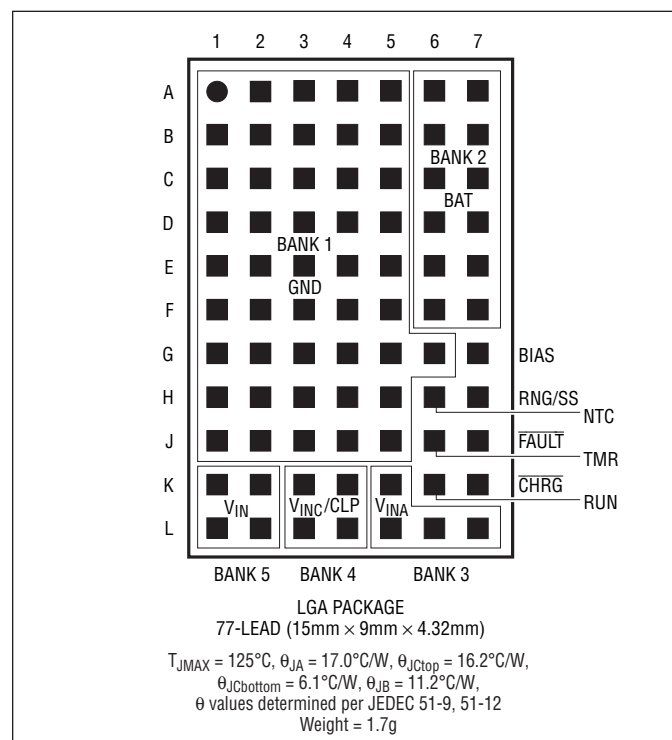 1 2 3 4 5 6 7
A
B
BANK 2
C
BAT
D
BANK 1
E
GND
F
G BIAS
H RNG/SS
NTC
J FAULT
TMR
K CHRG
VIN VINC/CLP VINA RUN
L
BANK 5 BANK 4 BANK 3
LGA PACKAGE
77-LEAD (15mm × 9mm × 4.32mm)
TJMAX = 125°C, θJA = 17.0°C/W, θJCtop = 16.2°C/W,
θJCbottom = 6.1°C/W, θJB = 11.2°C/W,
θ values determined per JEDEC 51-9, 51-12
Weight = 1.7g